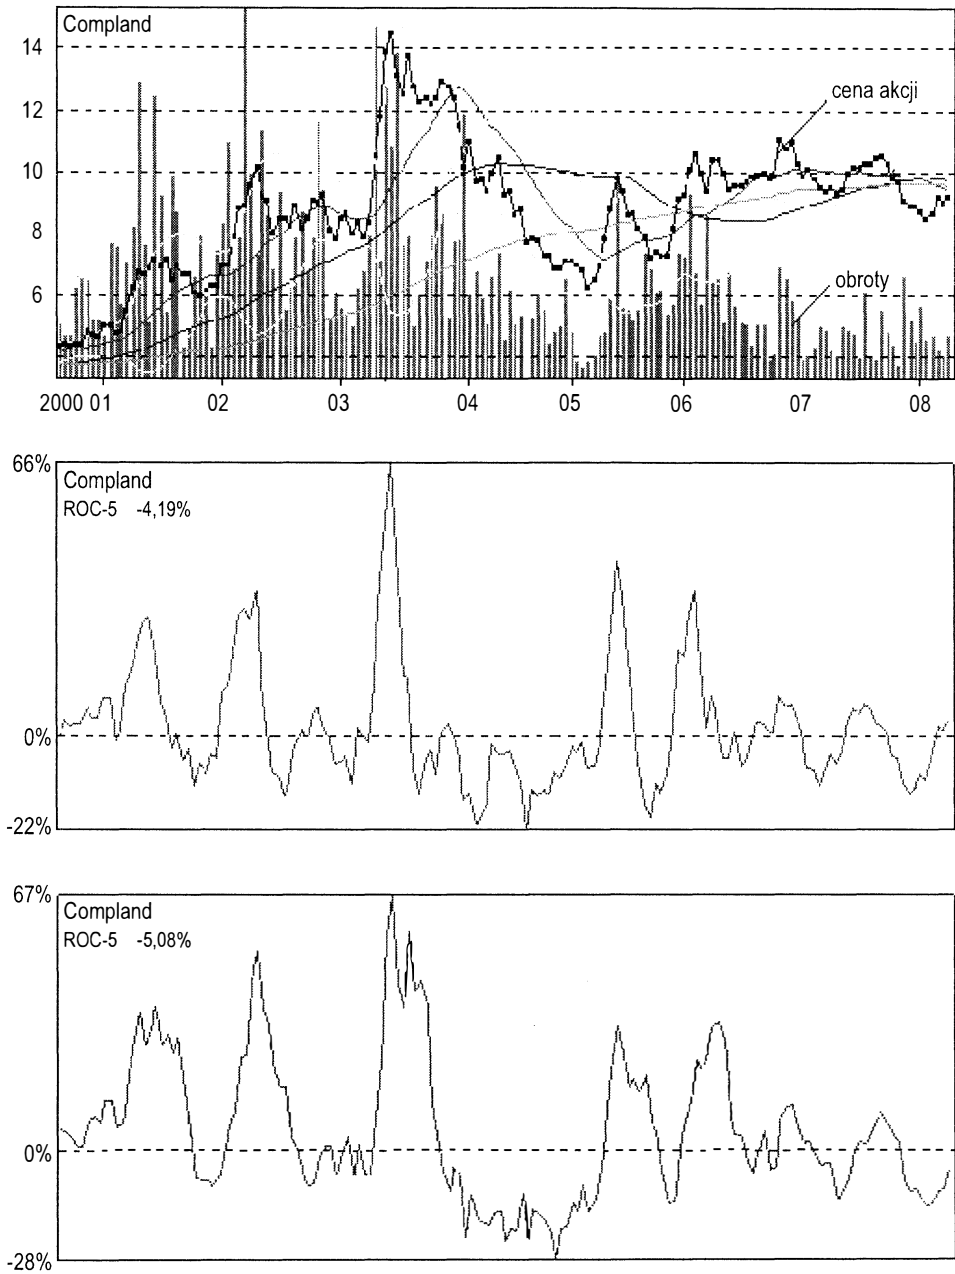 Compland
14
12
10
8
6
cena akcji
obroty
2000 01 02 03 04 05 06 07 08
66%
Compland
ROC-5 -4,19%
0%
-22%
67%
Compland
ROC-5 -5,08%
0%
-28%